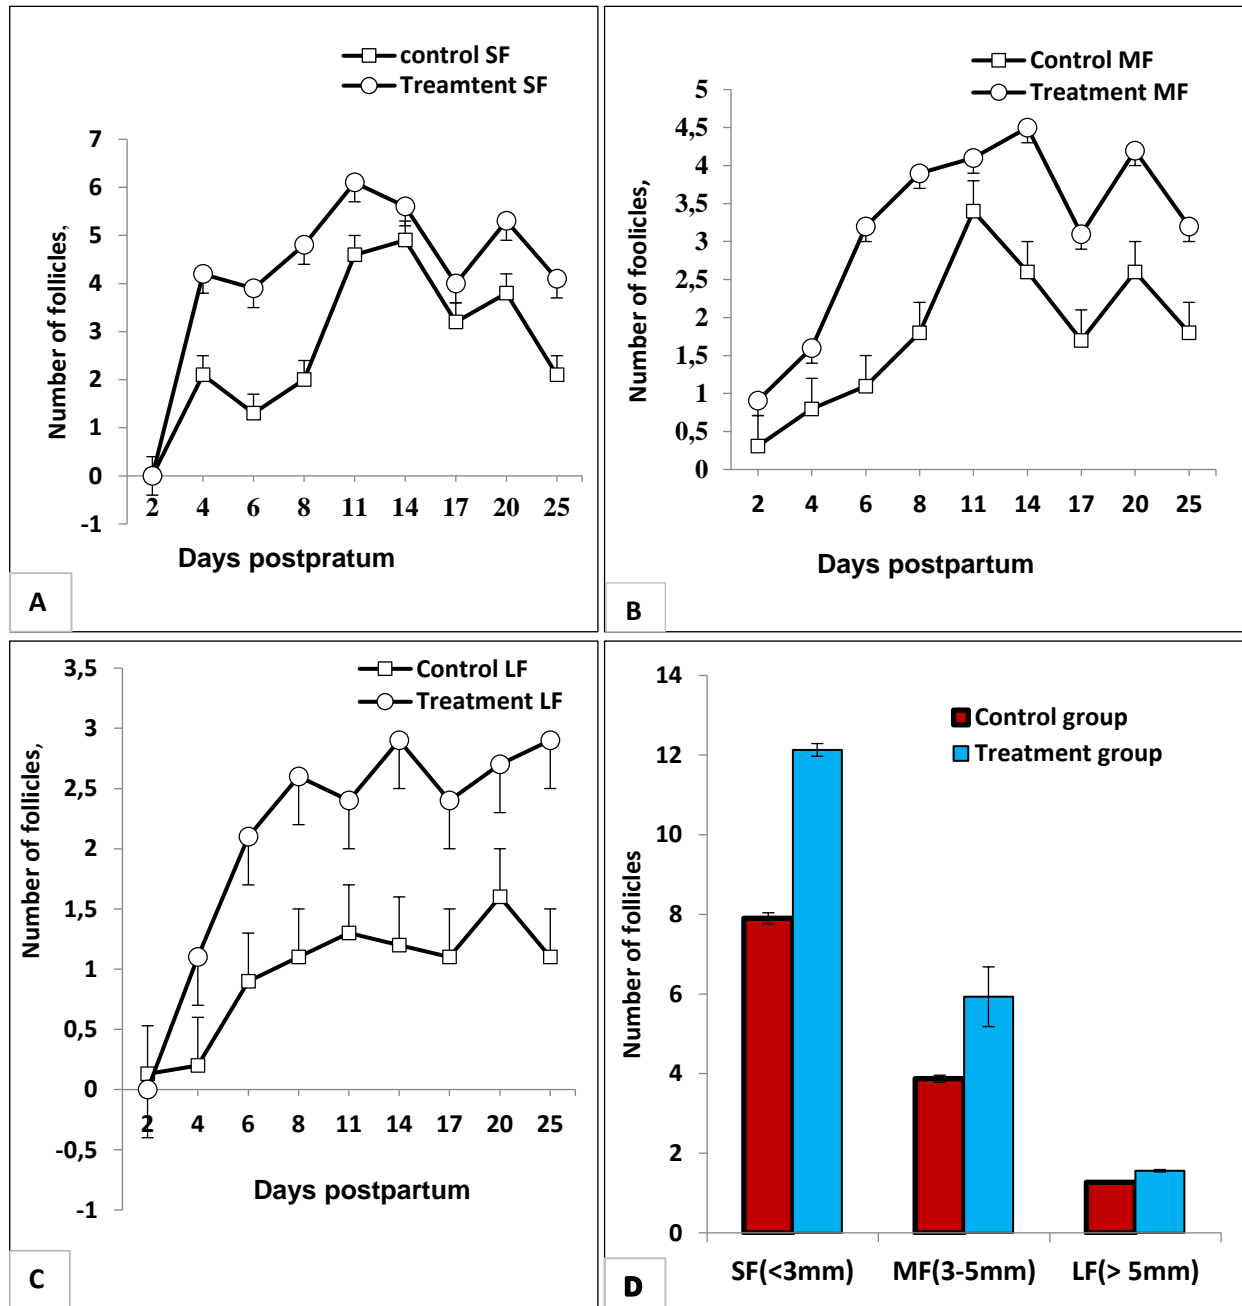 control SF
Treamtent SF
7
6
5
4
3
2
1
0
-1
Number of follicles,
2 4 6 8 11 14 17 20 25
Days postpratum
A
Control MF
Treatment MF
5
4,5
4
3,5
3
2,5
2
1,5
1
0,5
0
Number of foolicles,
2 4 6 8 11 14 17 20 25
Days postpartum
B
Control LF
Treatment LF
3,5
3
2,5
2
1,5
1
0,5
0
-0,5
-1
Number of follicles,
2 4 6 8 11 14 17 20 25
Days postpartum
C
Control group
Treatment group
14
12
10
8
6
4
2
0
Number of follicles
SF(<3mm) MF(3-5mm) LF(> 5mm)
D